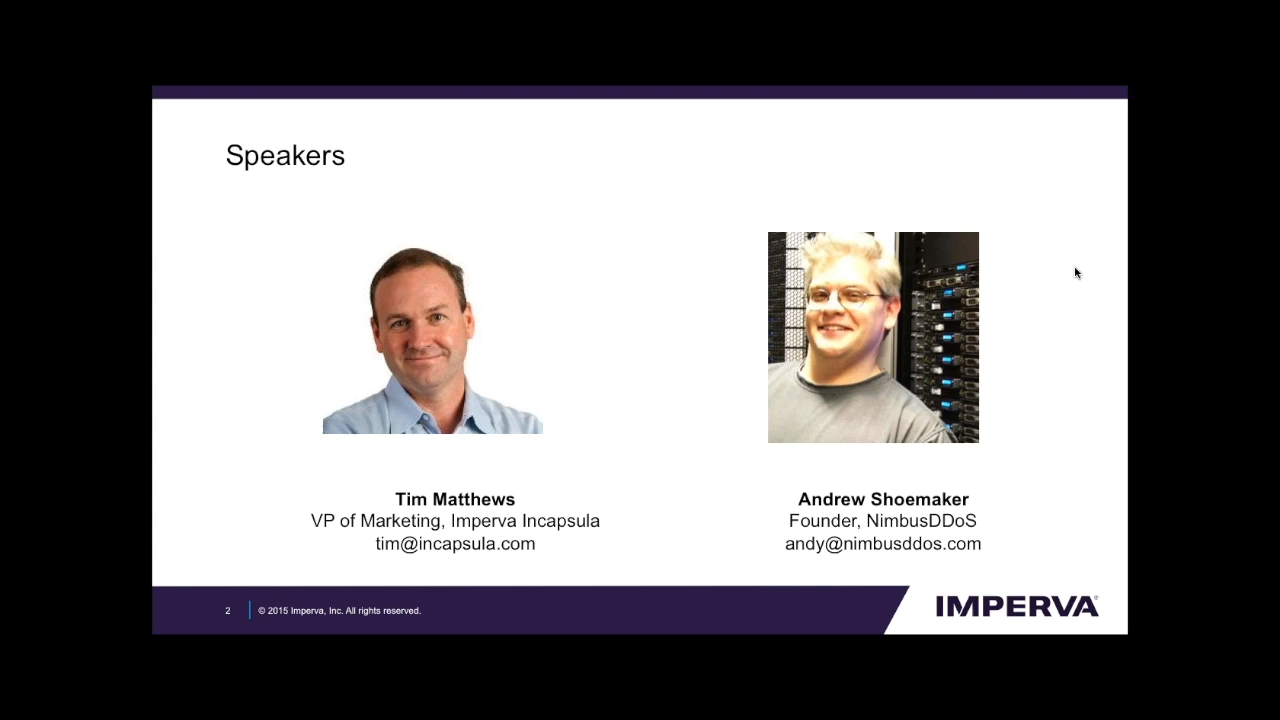 Speakers
Tim Matthews
VP of Marketing, Imperva Incapsula
tim@incapsula.com
Andrew Shoemaker
Founder, NimbusDDoS
andy@nimbusddos.com
2
© 2015 Imperva, Inc. All rights reserved.
IMPERVA®